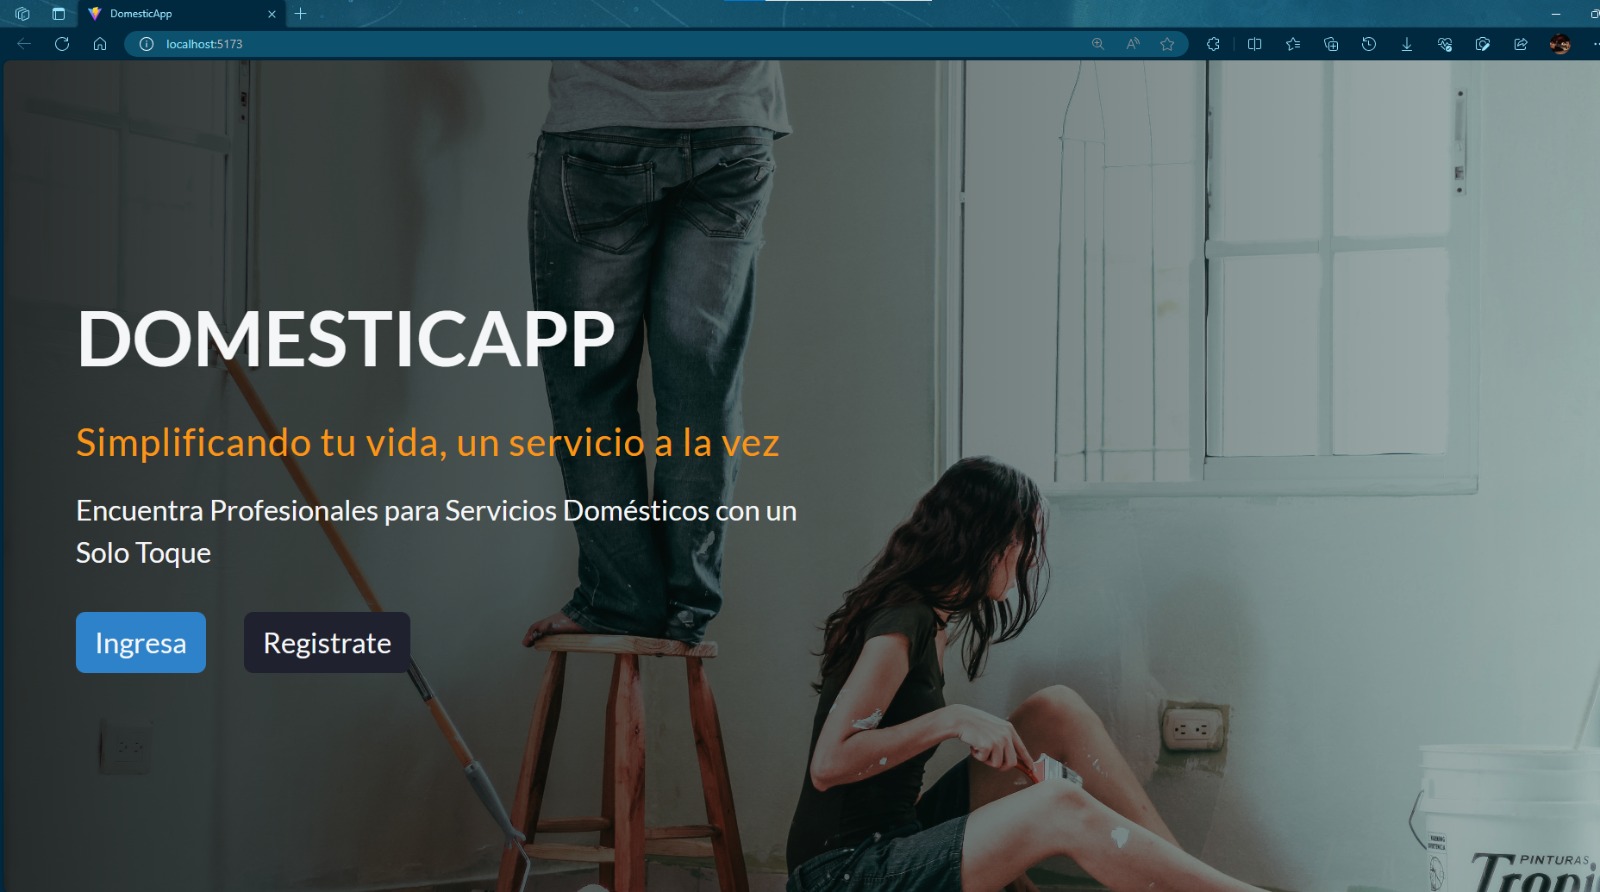 DomesticApp
localhost:5173
DOMESTICAPP
Simplificando tu vida, un servicio a la vez
Encuentra Profesionales para Servicios Domésticos con un
Solo Toque
Ingresa
Registrate
PINTURAS